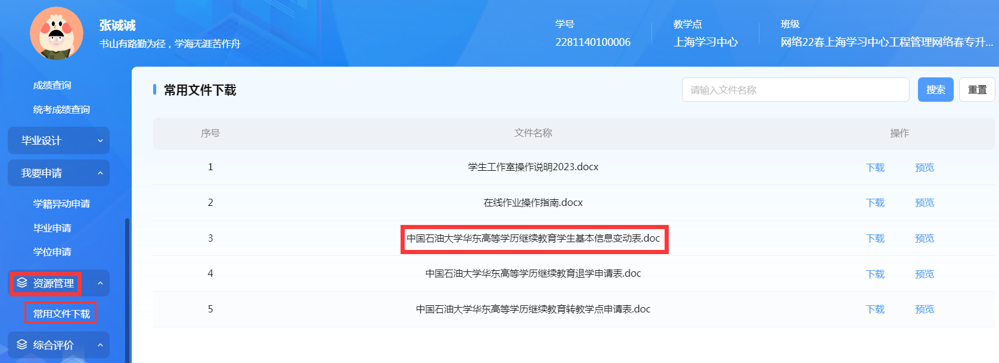 张诚诚
书山有路勤为径，学海无涯苦作舟
学号
2281140100006
教学点
上海学习中心
班级
网络22春上海学习中心工程管理网络春专升...
成绩查询
统考成绩查询
毕业设计
我要申请
学籍异动申请
毕业申请
学位申请
资源管理
常用文件下载
综合评价
常用文件下载
请输入文件名称
搜索
重置
序号 文件名称 操作
1 学生工作室操作说明2023.docx 下载 预览
2 在线作业操作指南.docx 下载 预览
3 中国石油大学华东高等学历继续教育学生基本信息变动表.doc 下载 预览
4 中国石油大学华东高等学历继续教育退学申请表.doc 下载 预览
5 中国石油大学华东高等学历继续教育转教学点申请表.doc 下载 预览